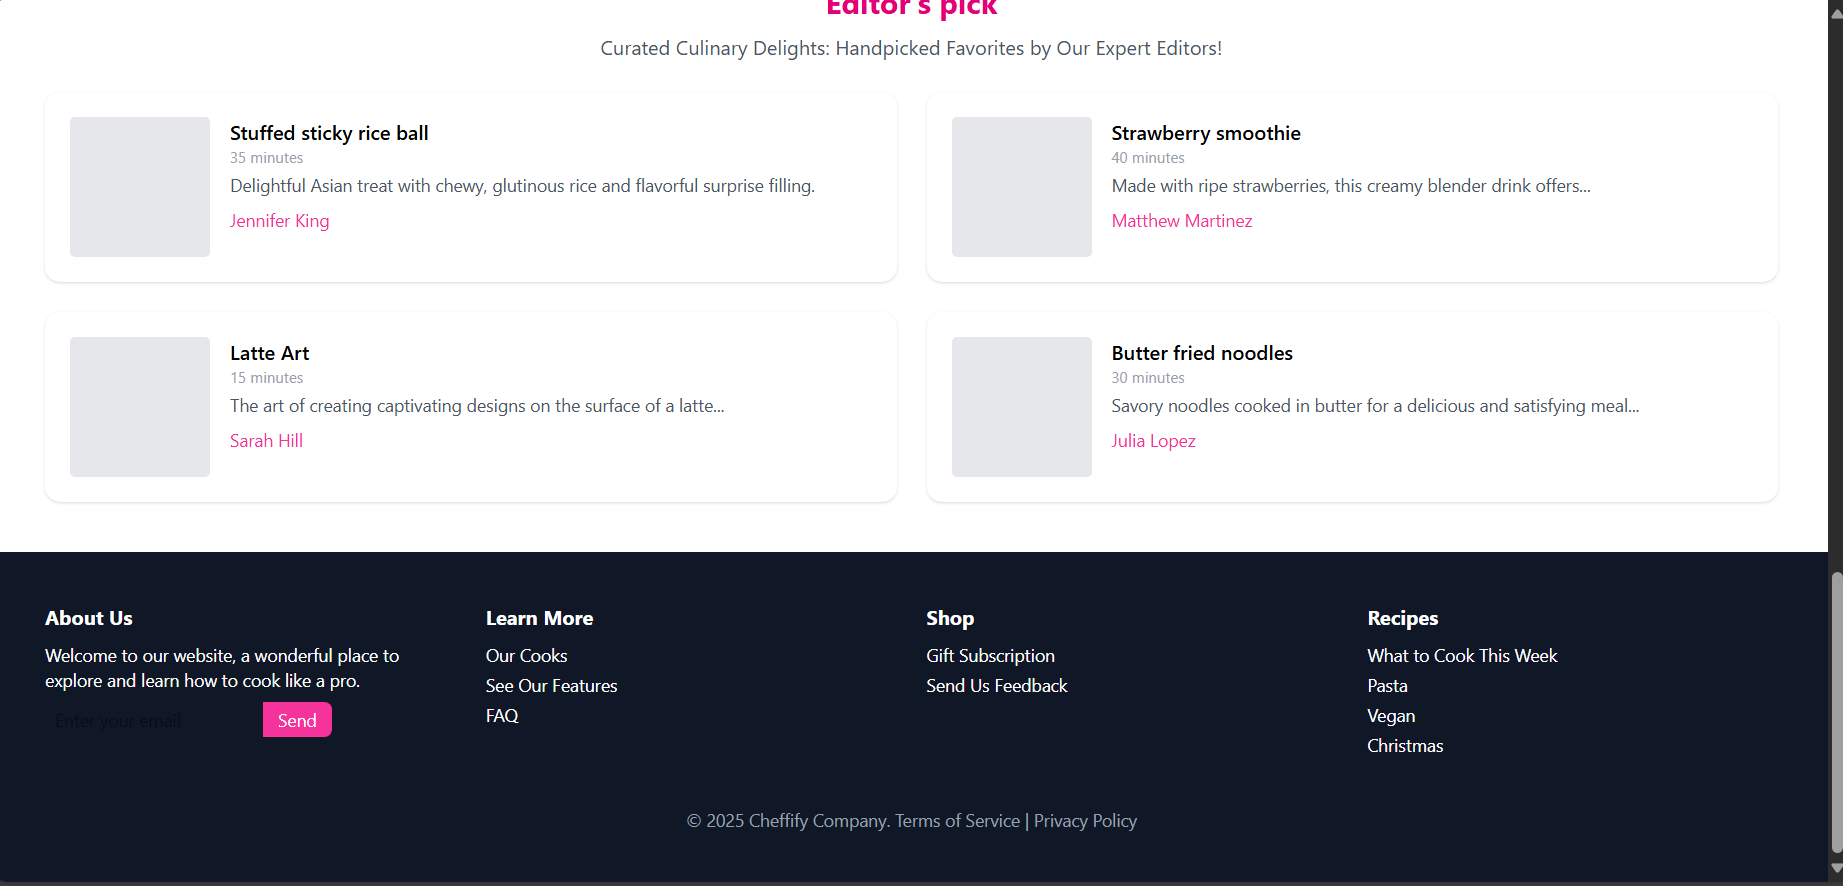 Editor's pick
Curated Culinary Delights: Handpicked Favorites by Our Expert Editors!
Stuffed sticky rice ball
35 minutes
Delightful Asian treat with chewy, glutinous rice and flavorful surprise filling.
Jennifer King
Strawberry smoothie
40 minutes
Made with ripe strawberries, this creamy blender drink offers...
Matthew Martinez
Latte Art
15 minutes
The art of creating captivating designs on the surface of a latte...
Sarah Hill
Butter fried noodles
30 minutes
Savory noodles cooked in butter for a delicious and satisfying meal...
Julia Lopez
About Us
Welcome to our website, a wonderful place to
explore and learn how to cook like a pro.
Enter your email
Send
Learn More
Our Cooks
See Our Features
FAQ
Shop
Gift Subscription
Send Us Feedback
Recipes
What to Cook This Week
Pasta
Vegan
Christmas
© 2025 Cheffify Company. Terms of Service | Privacy Policy